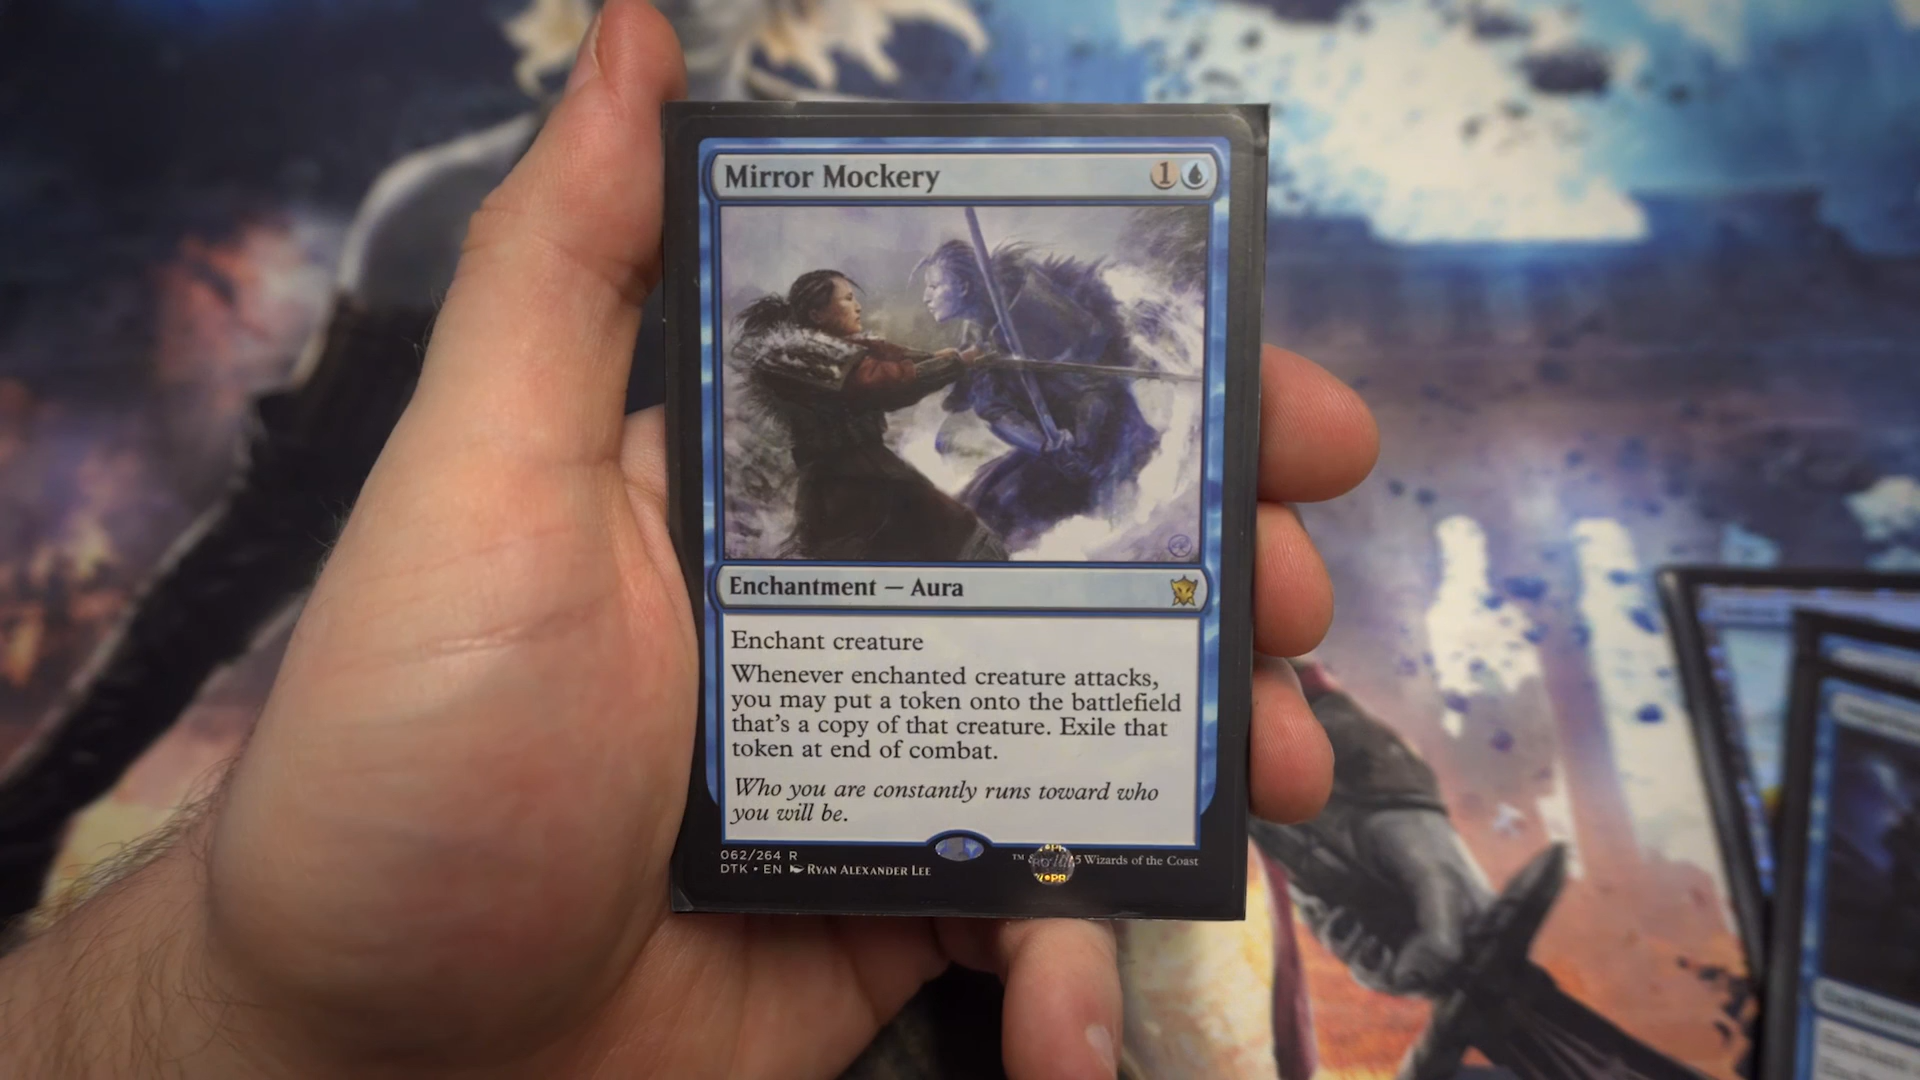 Mirror Mockery 1
Enchantment — Aura
Enchant creature
Whenever enchanted creature attacks,
you may put a token onto the battlefield
that's a copy of that creature. Exile that
token at end of combat.
Who you are constantly runs toward who
you will be.
062/264 R
DTK • EN RYAN ALEXANDER LEE
™ & 5 Wizards of the Coast